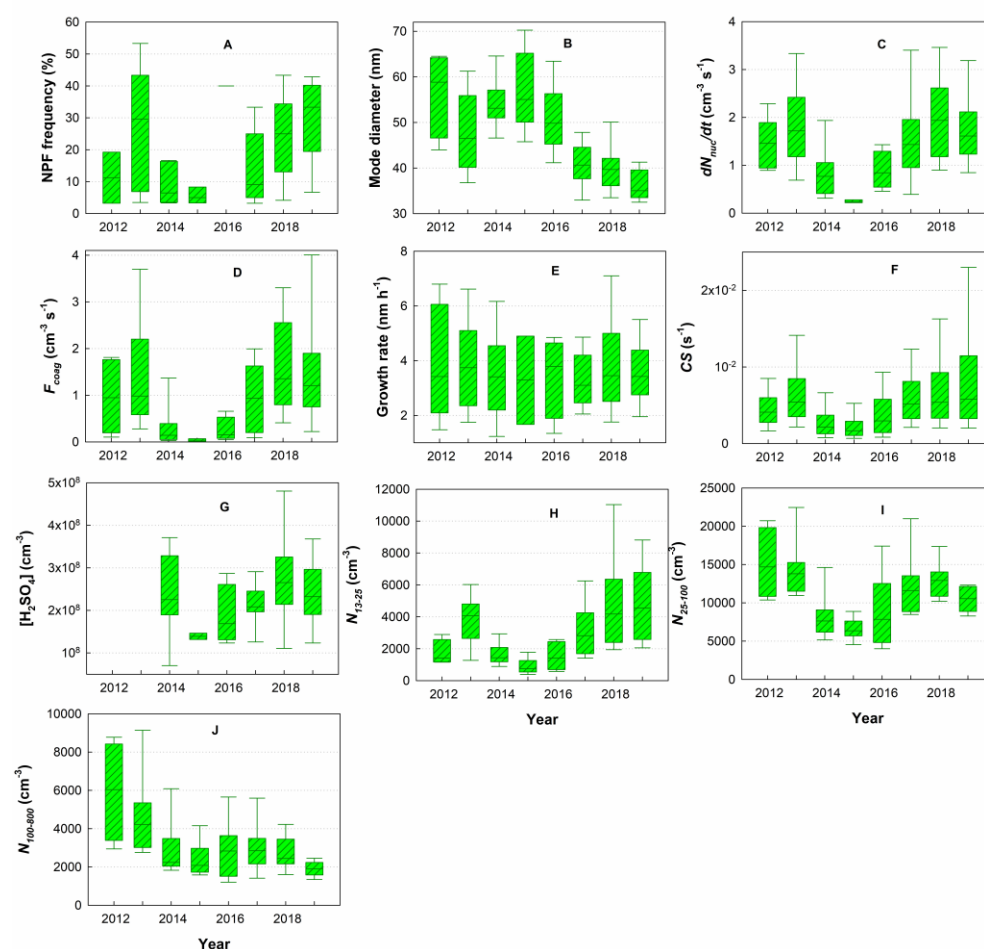 A
NPF frequency (%)
60
50
40
30
20
10
0
2012 2014 2016 2018
B
Mode diameter (nm)
70
60
50
40
30
2012 2014 2016 2018
C
dN_nuc/dt (cm⁻³ s⁻¹)
4
3
2
1
0
2012 2014 2016 2018
D
F_coag (cm⁻³ s⁻¹)
4
3
2
1
0
2012 2014 2016 2018
E
Growth rate (nm h⁻¹)
8
6
4
2
2012 2014 2016 2018
F
CS (s⁻¹)
2x10⁻²
10⁻²
0
2012 2014 2016 2018
G
[H₂SO₄] (cm⁻³)
5x10⁸
4x10⁸
3x10⁸
2x10⁸
10⁸
2012 2014 2016 2018
H
N₁₃₋₂₅ (cm⁻³)
12000
10000
8000
6000
4000
2000
0
2012 2014 2016 2018
Year
I
N₂₅₋₁₀₀ (cm⁻³)
25000
20000
15000
10000
5000
0
2012 2014 2016 2018
Year
J
N₁₀₀₋₈₀₀ (cm⁻³)
10000
8000
6000
4000
2000
0
2012 2014 2016 2018
Year